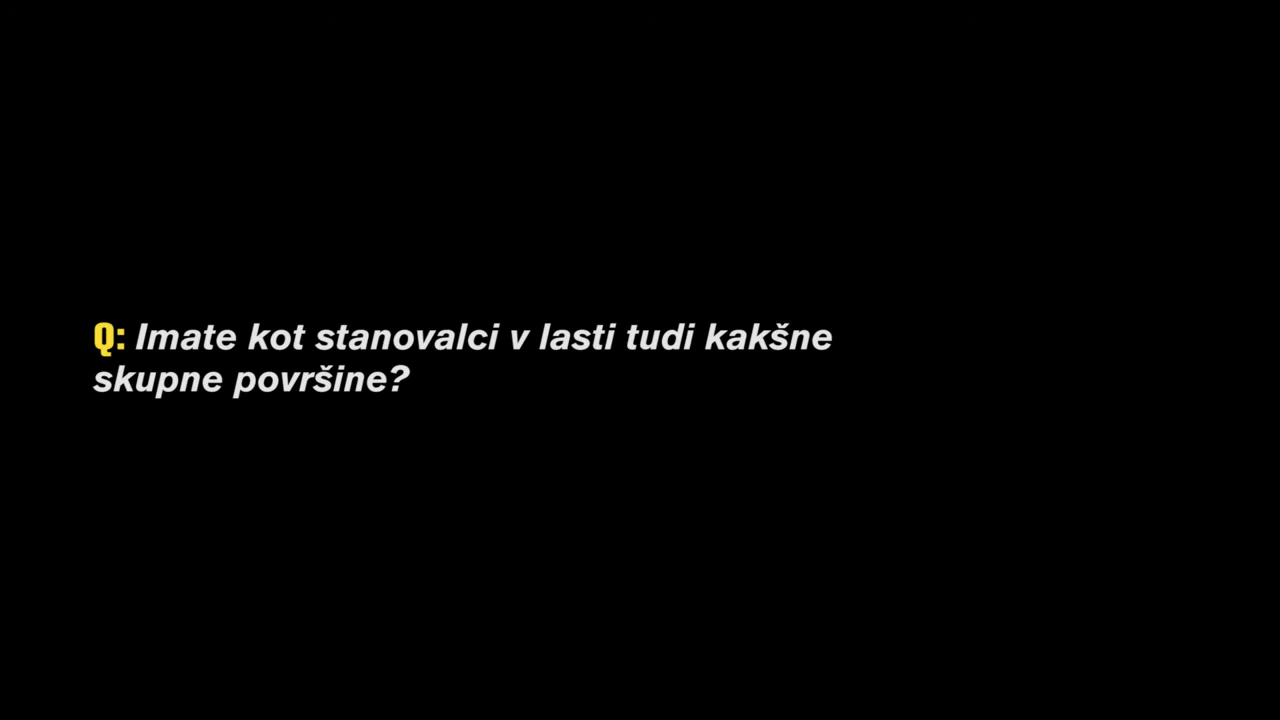 Q: Imate kot stanovalci v lasti tudi kakšne
skupne površine?